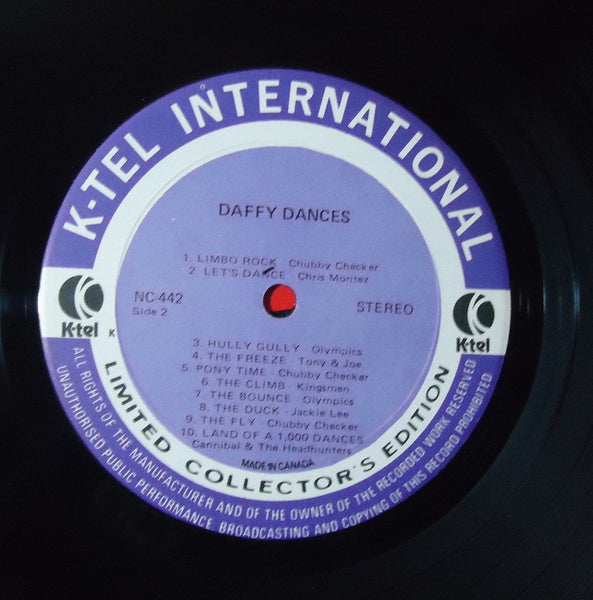 K-TEL INTERNATIONAL
DAFFY DANCES
1. LIMBO ROCK - Chubby Checker
2. LET'S DANCE - Chris Montez
NC-442
Side 2
STEREO
K-tel
K
K-tel
3. HULLY GULLY - Olympics
4. THE FREEZE - Tony & Joe
5. PONY TIME - Chubby Checker
6. THE CLIMB - Kingsmen
7. THE BOUNCE - Olympics
8. THE DUCK - Jackie Lee
9. THE FLY - Chubby Checker
10. LAND OF A 1,000 DANCES -
Cannibal & The Headhunters
MADE IN CANADA
LIMITED COLLECTOR'S EDITION
ALL RIGHTS OF THE MANUFACTURER AND OF THE OWNER OF THE RECORDED WORK RESERVED
UNAUTHORISED PUBLIC PERFORMANCE, BROADCASTING AND COPYING OF THIS RECORD PROHIBITED